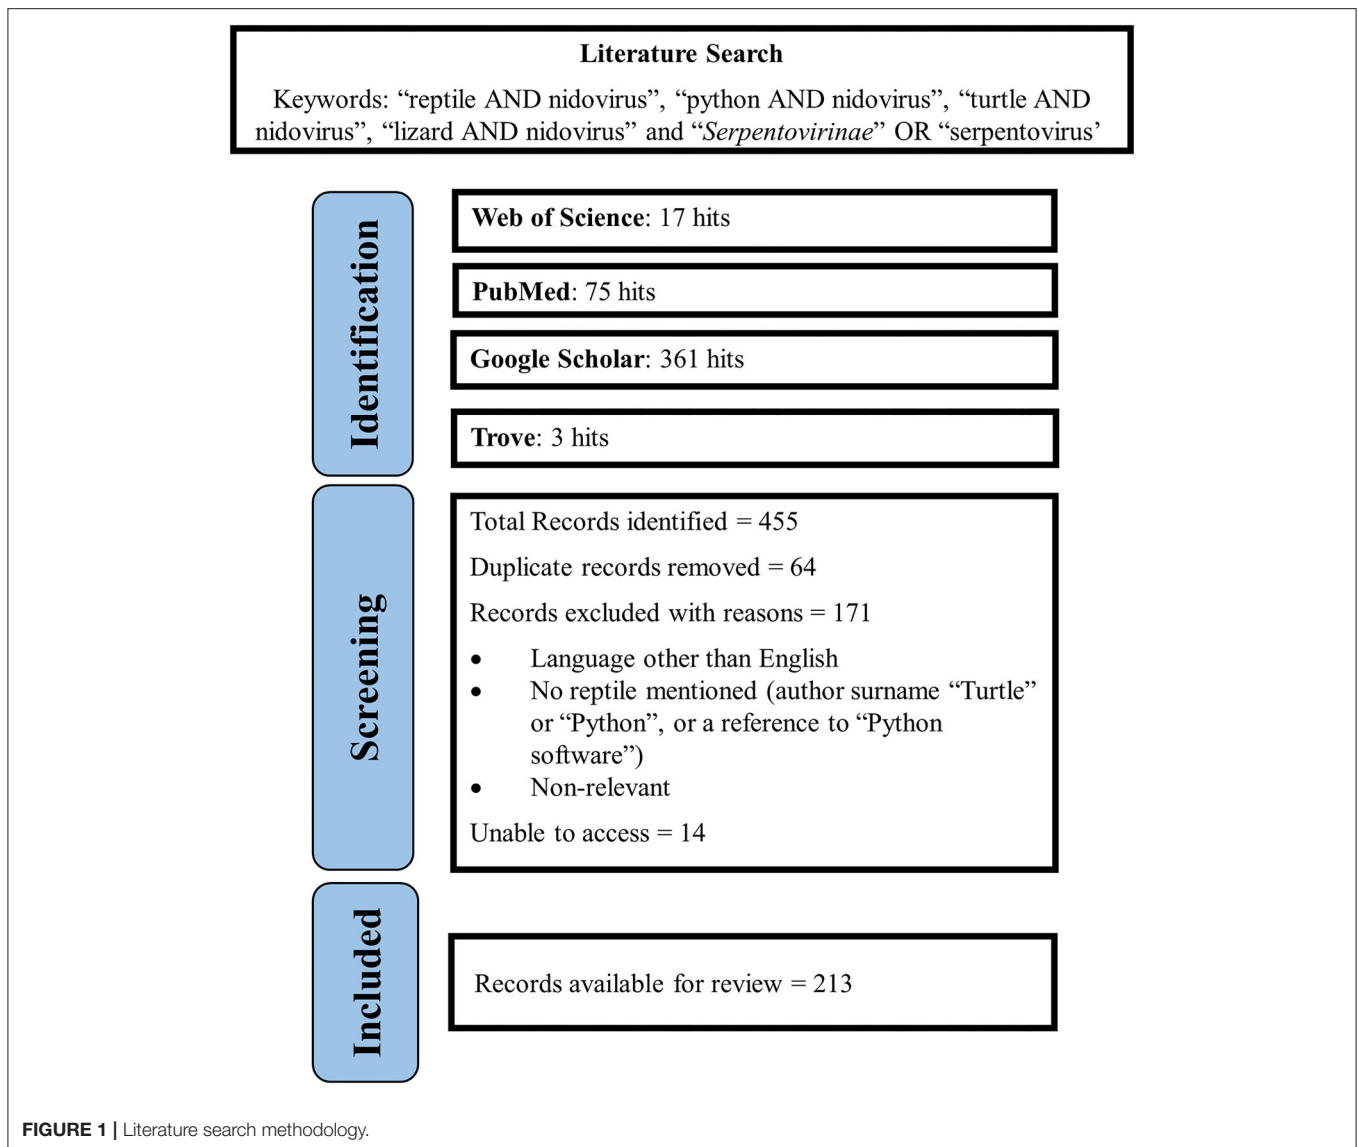 Literature Search
Keywords: “reptile AND nidovirus”, “python AND nidovirus”, “turtle AND
nidovirus”, “lizard AND nidovirus” and “Serpentovirinae” OR “serpentovirus’
Identification
Web of Science: 17 hits
PubMed: 75 hits
Google Scholar: 361 hits
Trove: 3 hits
Screening
Total Records identified = 455
Duplicate records removed = 64
Records excluded with reasons = 171
• Language other than English
• No reptile mentioned (author surname “Turtle”
or “Python”, or a reference to “Python
software”)
• Non-relevant
Unable to access = 14
Included
Records available for review = 213
FIGURE 1 | Literature search methodology.